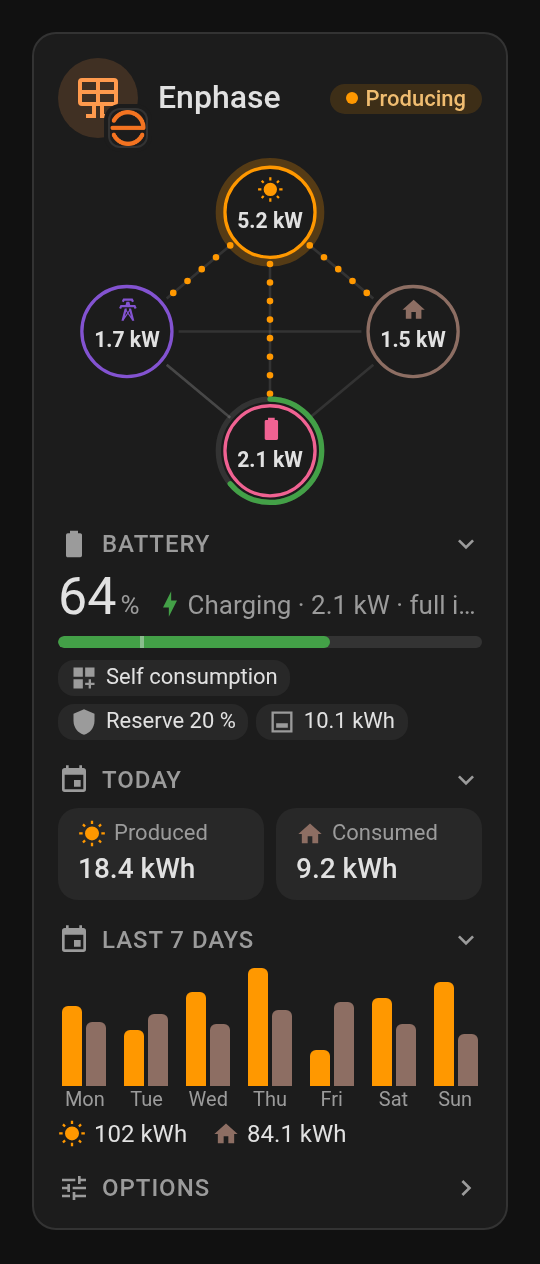 Enphase
Producing
5.2 kW
1.7 kW
1.5 kW
2.1 kW
BATTERY
64 %
Charging · 2.1 kW · full i…
Self consumption
Reserve 20 %
10.1 kWh
TODAY
Produced
18.4 kWh
Consumed
9.2 kWh
LAST 7 DAYS
Mon Tue Wed Thu Fri Sat Sun
102 kWh
84.1 kWh
OPTIONS